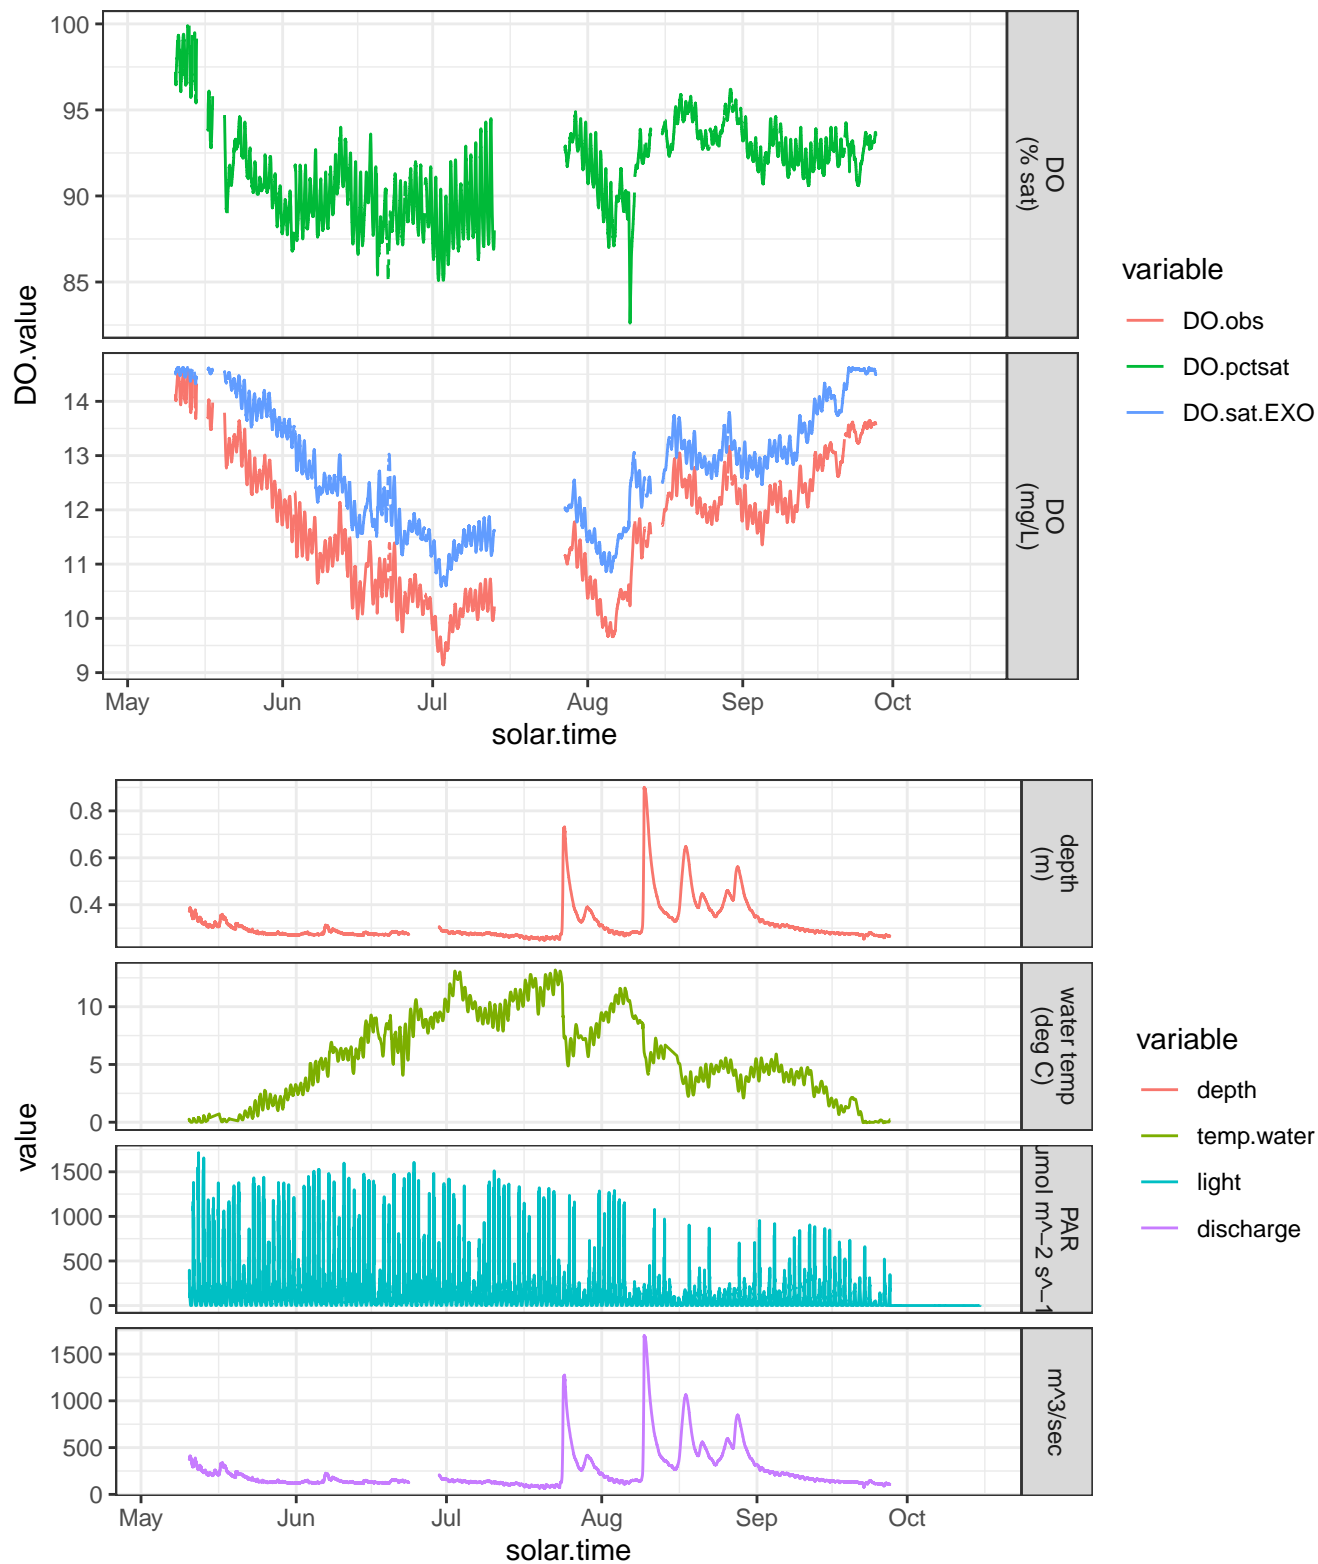 100
95
90
85
DO
(% sat)
14
13
12
11
10
9
DO
(mg/L)
DO.value
May Jun Jul Aug Sep Oct
solar.time
variable
DO.obs
DO.pctsat
DO.sat.EXO
0.8
0.6
0.4
depth
(m)
10
5
0
water temp
(deg C)
1500
1000
500
0
PAR
umol m^-2 s^-1
1500
1000
500
0
m^3/sec
value
May Jun Jul Aug Sep Oct
solar.time
variable
depth
temp.water
light
discharge